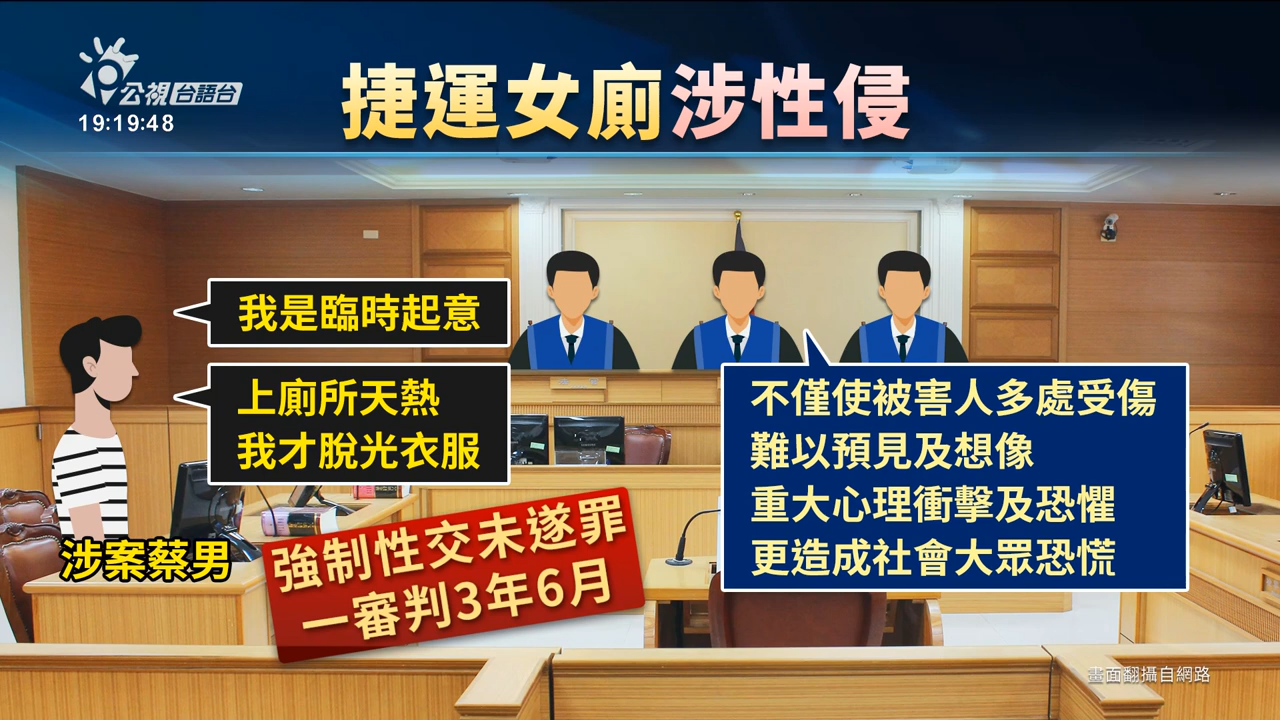 公視台語台
19:19:48
捷運女廁涉性侵
我是臨時起意
上廁所天熱
我才脫光衣服
不僅使被害人多處受傷
難以預見及想像
重大心理衝擊及恐懼
更造成社會大眾恐慌
涉案蔡男
強制性交未遂罪
一審判3年6月
畫面翻攝自網路